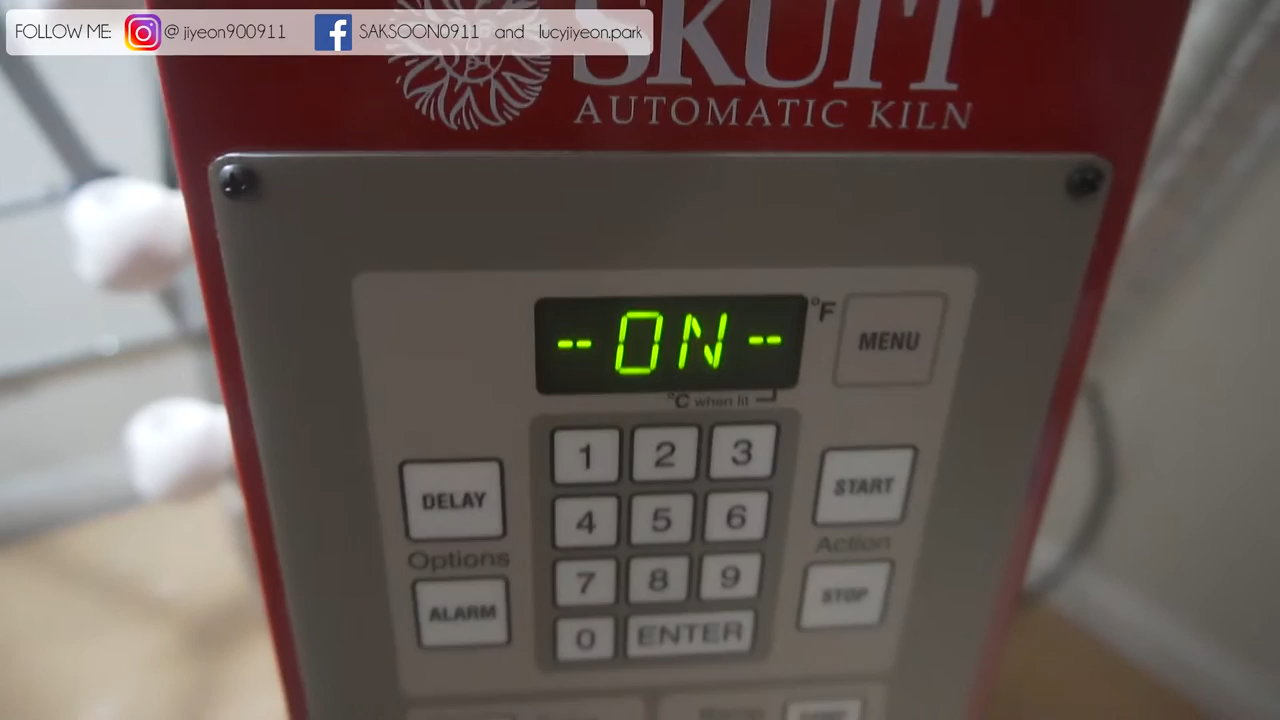 FOLLOW ME: @jiyeon900911 SAKSOON0911 and lucyjiyeon.park
SKUTT
AUTOMATIC KILN
-- ON --
°F
MENU
°C when lit
1 2 3
DELAY
START
4 5 6
Options
Action
7 8 9
ALARM
STOP
0 ENTER